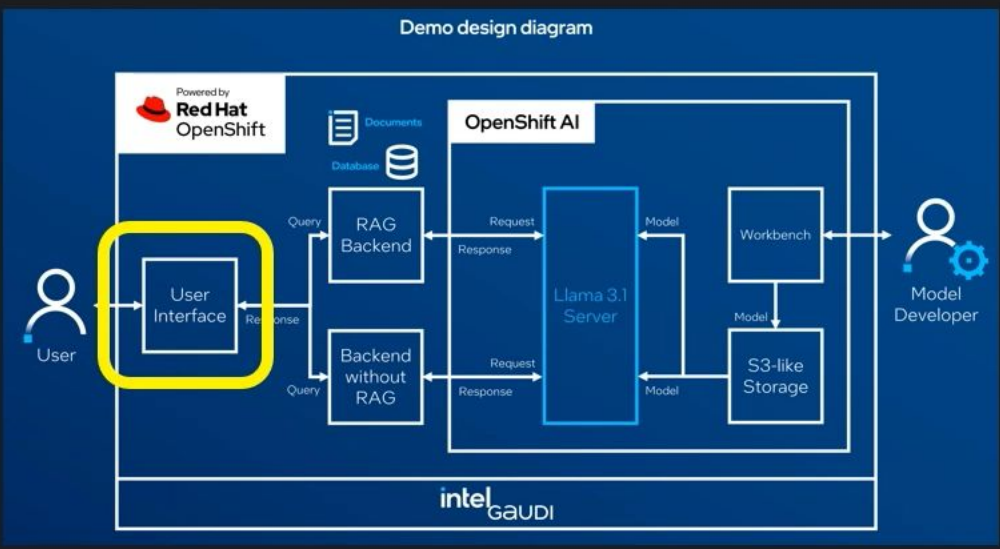 Demo design diagram
Powered by
Red Hat
OpenShift
Documents
Database
OpenShift AI
Query
RAG
Backend
Request
Response
Model
Workbench
User
Interface
Response
Llama 3.1
Server
Model
Developer
User
Model
Backend
without
RAG
Query
Request
Response
Model
S3-like
Storage
intel
GAUDI